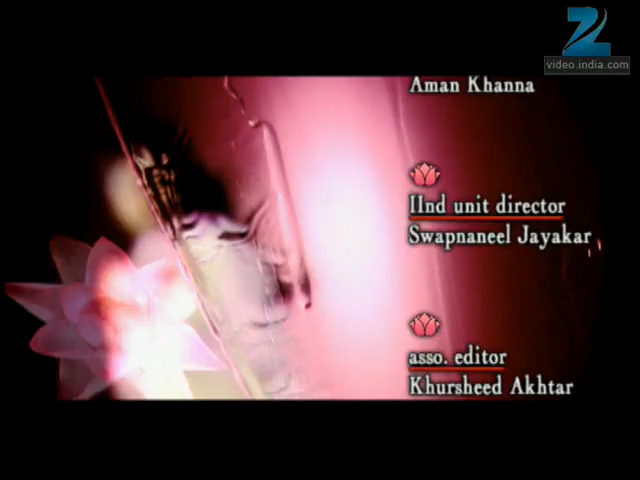 video.india.com
Aman Khanna
IInd unit director
Swapnaneel Jayakar
asso. editor
Khursheed Akhtar